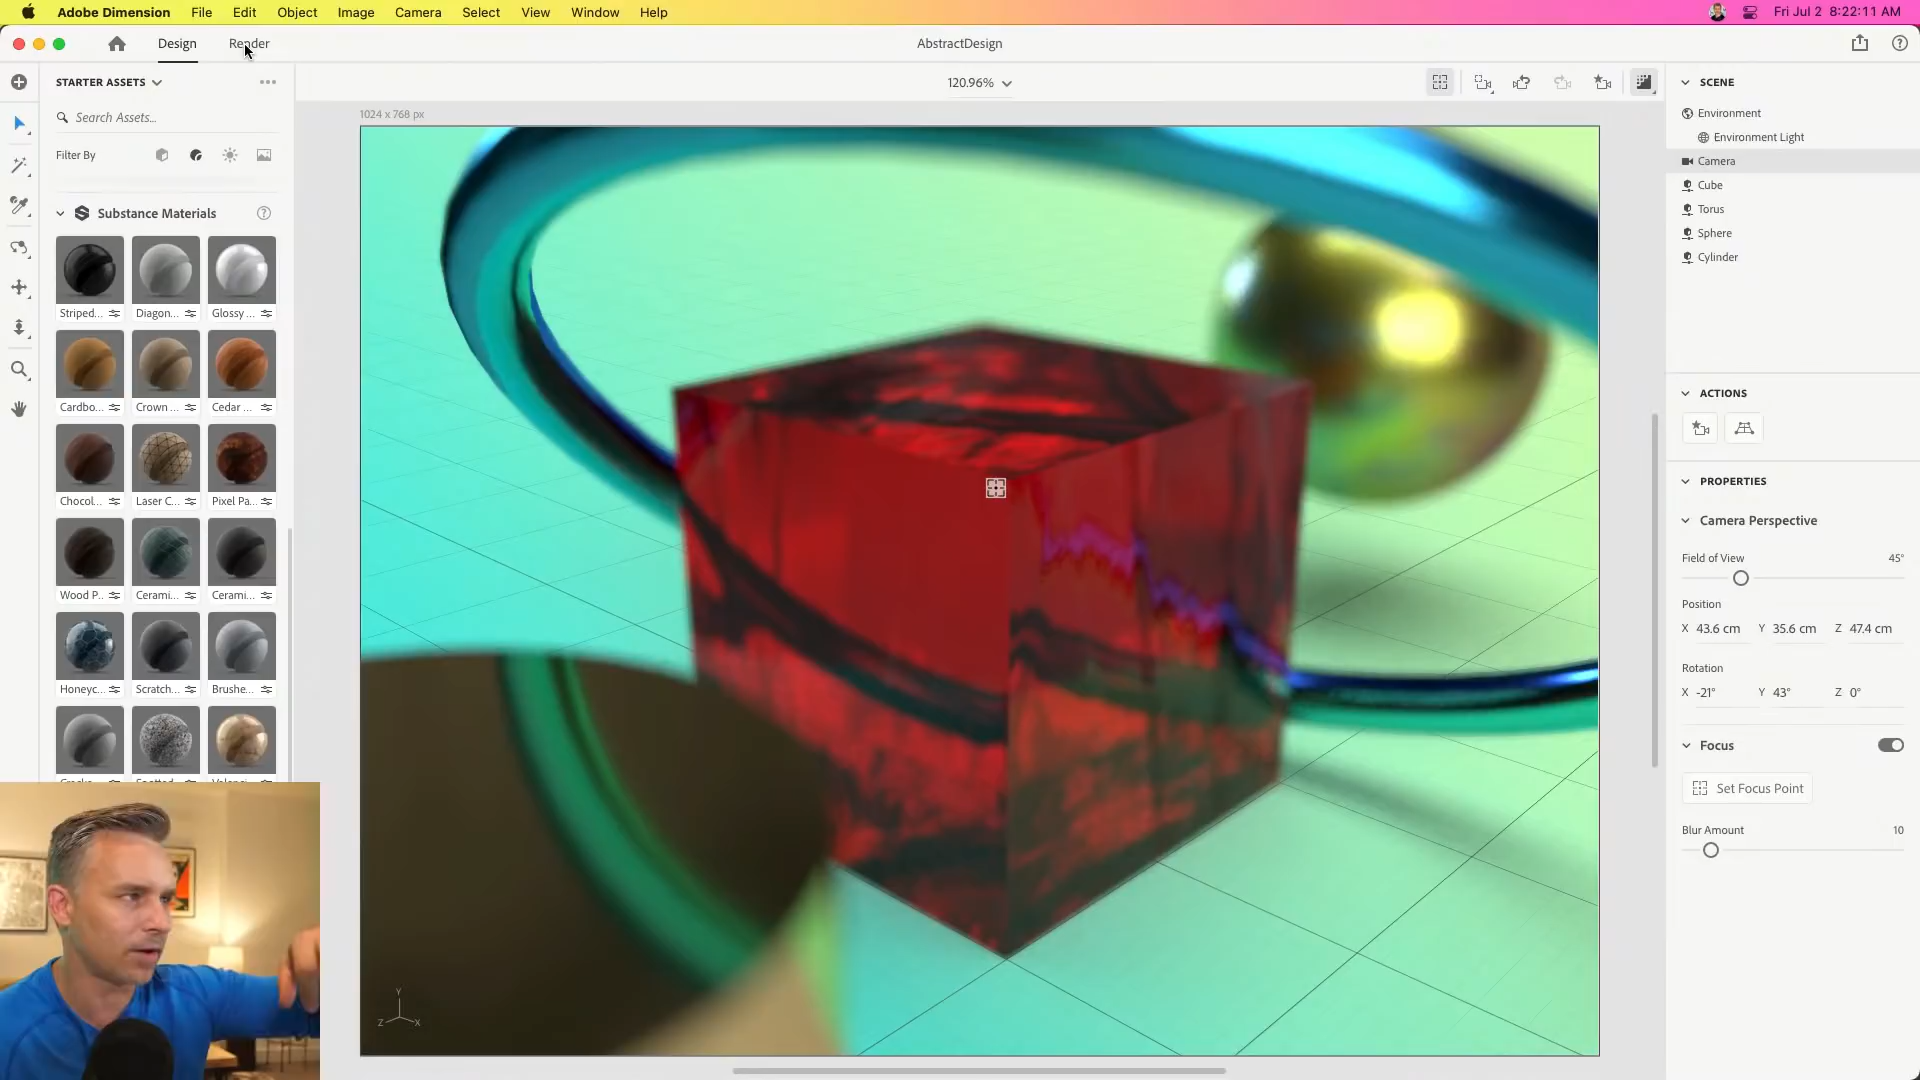 Adobe Dimension File Edit Object Image Camera Select View Window Help Fri Jul 2 8:22:11 AM
Design Render AbstractDesign
STARTER ASSETS
Search Assets...
Filter By
Substance Materials
Striped... Diagon... Glossy ...
Cardbo... Crown ... Cedar ...
Chocol... Laser C... Pixel Pa...
Wood P... Cerami... Cerami...
Honeyc... Scratch... Brushe...
120.96%
1024 x 768 px
Y
Z X
SCENE
Environment
Environment Light
Camera
Cube
Torus
Sphere
Cylinder
ACTIONS
PROPERTIES
Camera Perspective
Field of View 45°
Position
X 43.6 cm Y 35.6 cm Z 47.4 cm
Rotation
X -21° Y 43° Z 0°
Focus
Set Focus Point
Blur Amount 10